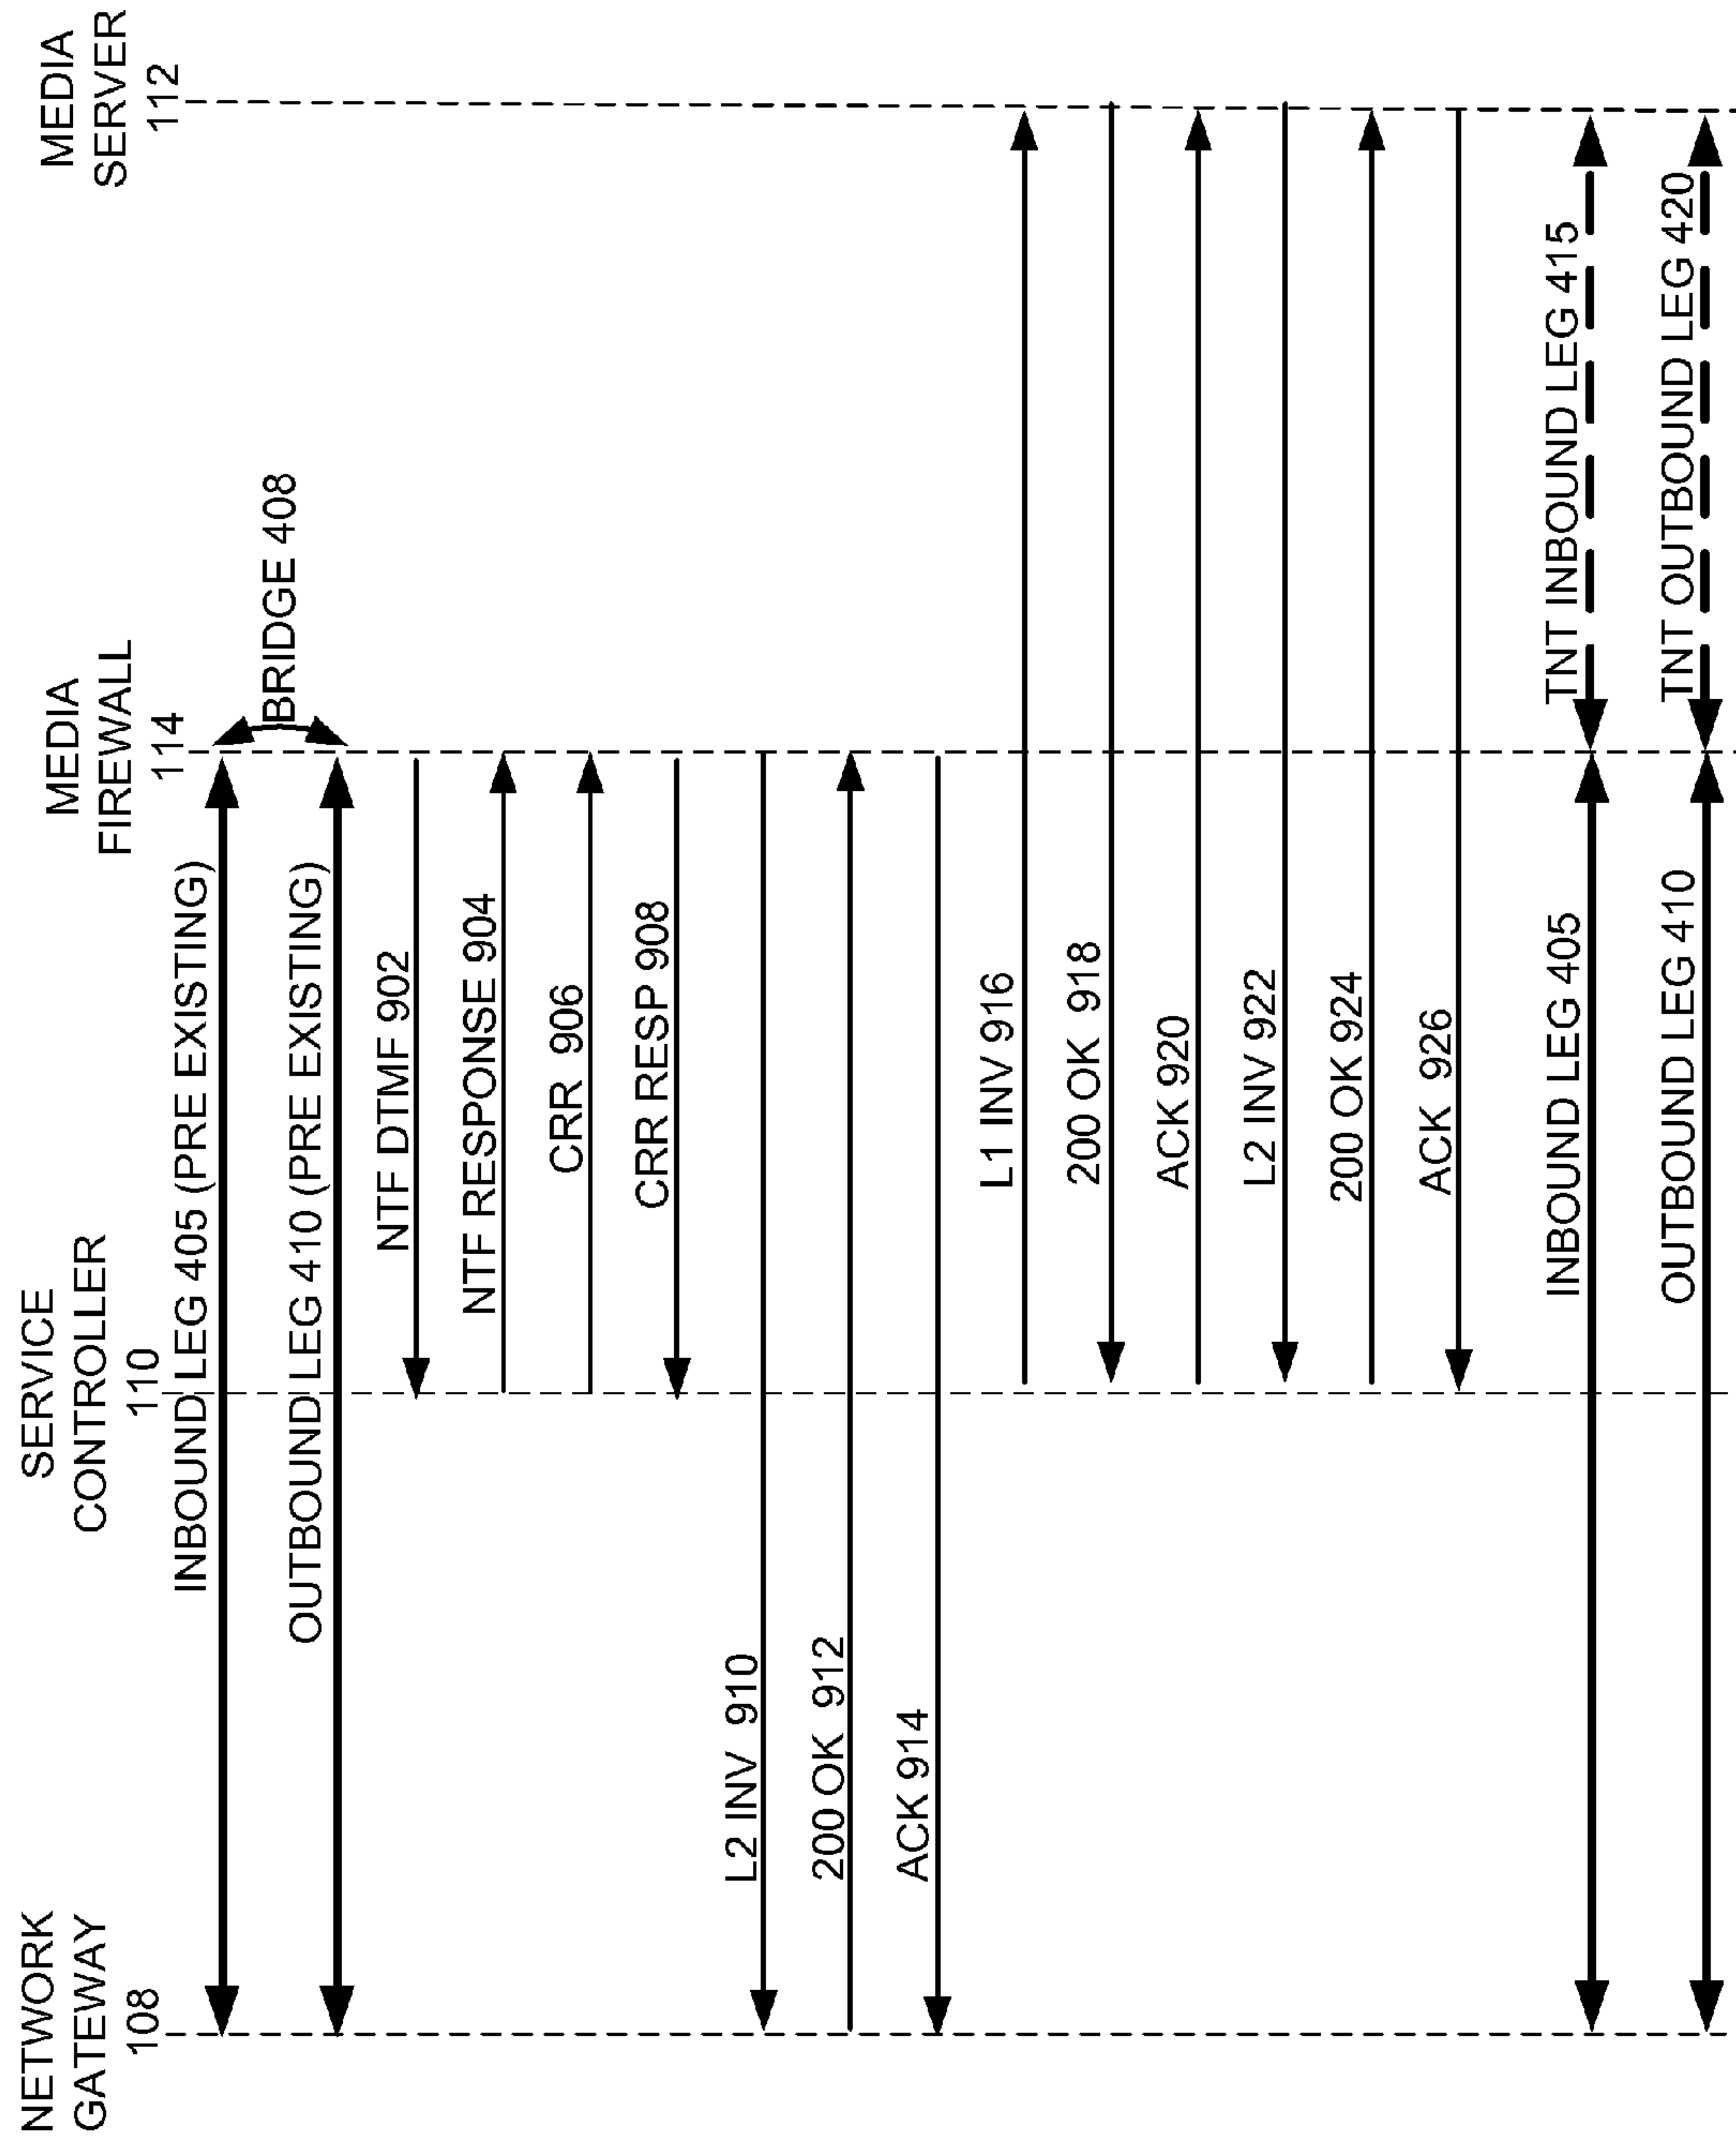 NETWORK
GATEWAY
108
SERVICE
CONTROLLER
110
MEDIA
FIREWALL
114
MEDIA
SERVER
112
INBOUND LEG 405 (PRE EXISTING)
BRIDGE 408
OUTBOUND LEG 410 (PRE EXISTING)
NTF DTMF 902
NTF RESPONSE 904
CRR 906
CRR RESP 908
L2 INV 910
200 OK 912
ACK 914
L1 INV 916
200 OK 918
ACK 920
L2 INV 922
200 OK 924
ACK 926
INBOUND LEG 405
TNT INBOUND LEG 415
OUTBOUND LEG 410
TNT OUTBOUND LEG 420